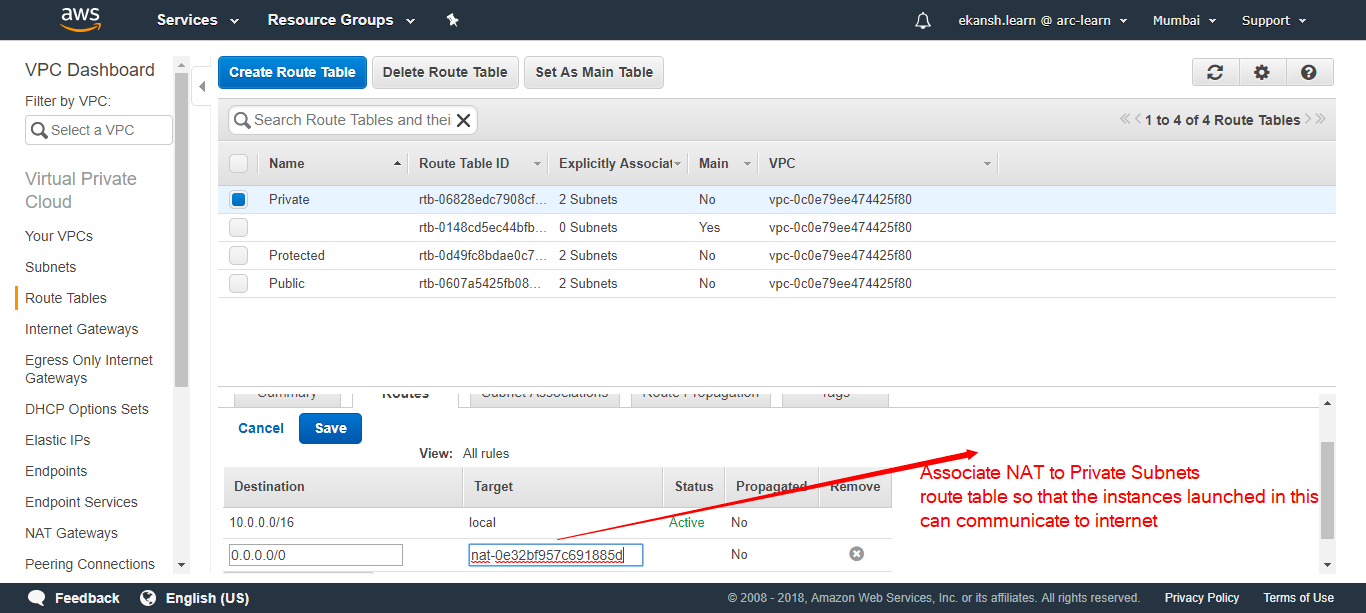 aws Services Resource Groups ekansh.learn @ arc-learn Mumbai Support
VPC Dashboard
Filter by VPC:
Select a VPC
Virtual Private
Cloud
Your VPCs
Subnets
Route Tables
Internet Gateways
Egress Only Internet
Gateways
DHCP Options Sets
Elastic IPs
Endpoints
Endpoint Services
NAT Gateways
Peering Connections
Create Route Table Delete Route Table Set As Main Table
Search Route Tables and thei 1 to 4 of 4 Route Tables
Name Route Table ID Explicitly Associat Main VPC
Private rtb-06828edc7908cf... 2 Subnets No vpc-0c0e79ee474425f80
rtb-0148cd5ec44bfb... 0 Subnets Yes vpc-0c0e79ee474425f80
Protected rtb-0d49fc8bdae0c7... 2 Subnets No vpc-0c0e79ee474425f80
Public rtb-0607a5425fb08... 2 Subnets No vpc-0c0e79ee474425f80
Summary Routes Subnet Associations Route Propagation Tags
Cancel Save
View: All rules
Destination Target Status Propagated Remove
10.0.0.0/16 local Active No
0.0.0.0/0 nat-0e32bf957c691885d No
Associate NAT to Private Subnets
route table so that the instances launched in this
can communicate to internet
Feedback English (US) © 2008 - 2018, Amazon Web Services, Inc. or its affiliates. All rights reserved. Privacy Policy Terms of Use